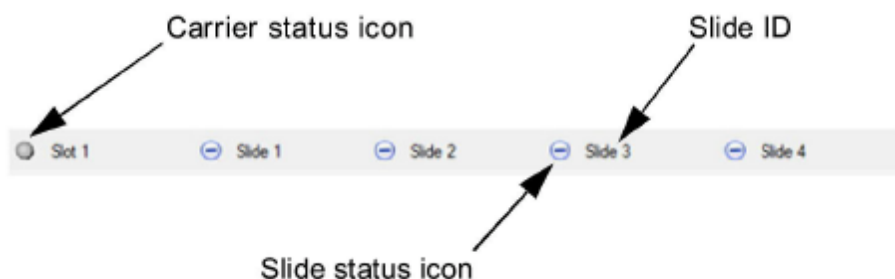 Carrier status icon
Slide ID
Slot 1
Slide 1
Slide 2
Slide 3
Slide 4
Slide status icon